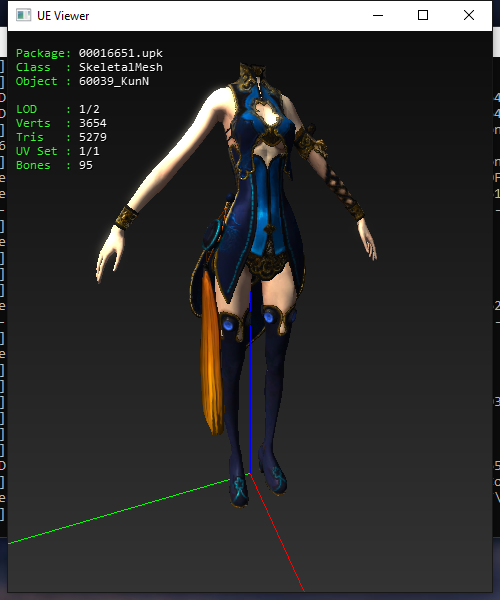 UE Viewer
Package: 00016651.upk
Class  : SkeletalMesh
Object : 60039_KunN
LOD    : 1/2
Verts  : 3654
Tris   : 5279
UV Set : 1/1
Bones  : 95